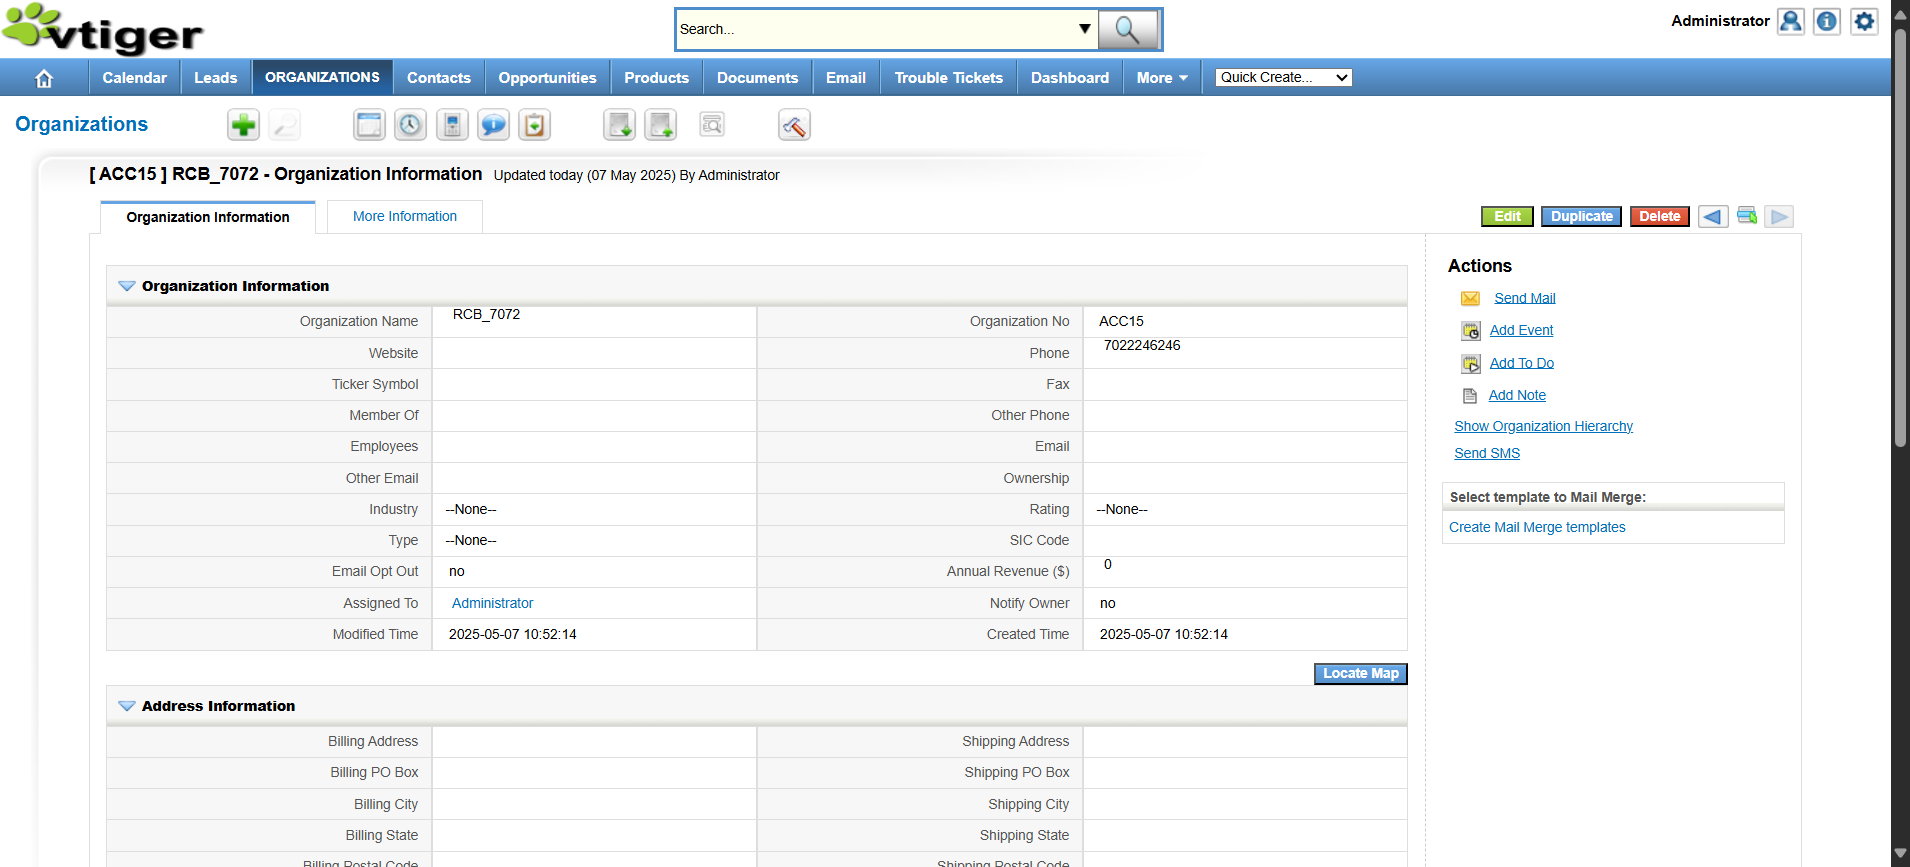 vtiger
Search...
Administrator
Calendar
Leads
ORGANIZATIONS
Contacts
Opportunities
Products
Documents
Email
Trouble Tickets
Dashboard
More
Quick Create...
Organizations
[ ACC15 ] RCB_7072 - Organization Information Updated today (07 May 2025) By Administrator
Organization Information
More Information
Edit
Duplicate
Delete
Organization Information
Organization Name RCB_7072 Organization No ACC15
Website Phone 7022246246
Ticker Symbol Fax
Member Of Other Phone
Employees Email
Other Email Ownership
Industry --None-- Rating --None--
Type --None-- SIC Code
Email Opt Out no Annual Revenue ($) 0
Assigned To Administrator Notify Owner no
Modified Time 2025-05-07 10:52:14 Created Time 2025-05-07 10:52:14
Locate Map
Address Information
Billing Address Shipping Address
Billing PO Box Shipping PO Box
Billing City Shipping City
Billing State Shipping State
Billing Postal Code Shipping Postal Code
Actions
Send Mail
Add Event
Add To Do
Add Note
Show Organization Hierarchy
Send SMS
Select template to Mail Merge:
Create Mail Merge templates